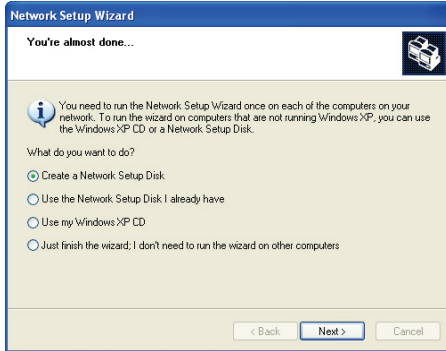 Network Setup Wizard
You're almost done...
You need to run the Network Setup Wizard once on each of the computers on your
network. To run the wizard on computers that are not running Windows XP, you can use
the Windows XP CD or a Network Setup Disk.
What do you want to do?
Create a Network Setup Disk
Use the Network Setup Disk I already have
Use my Windows XP CD
Just finish the wizard; I don't need to run the wizard on other computers
< Back Next > Cancel